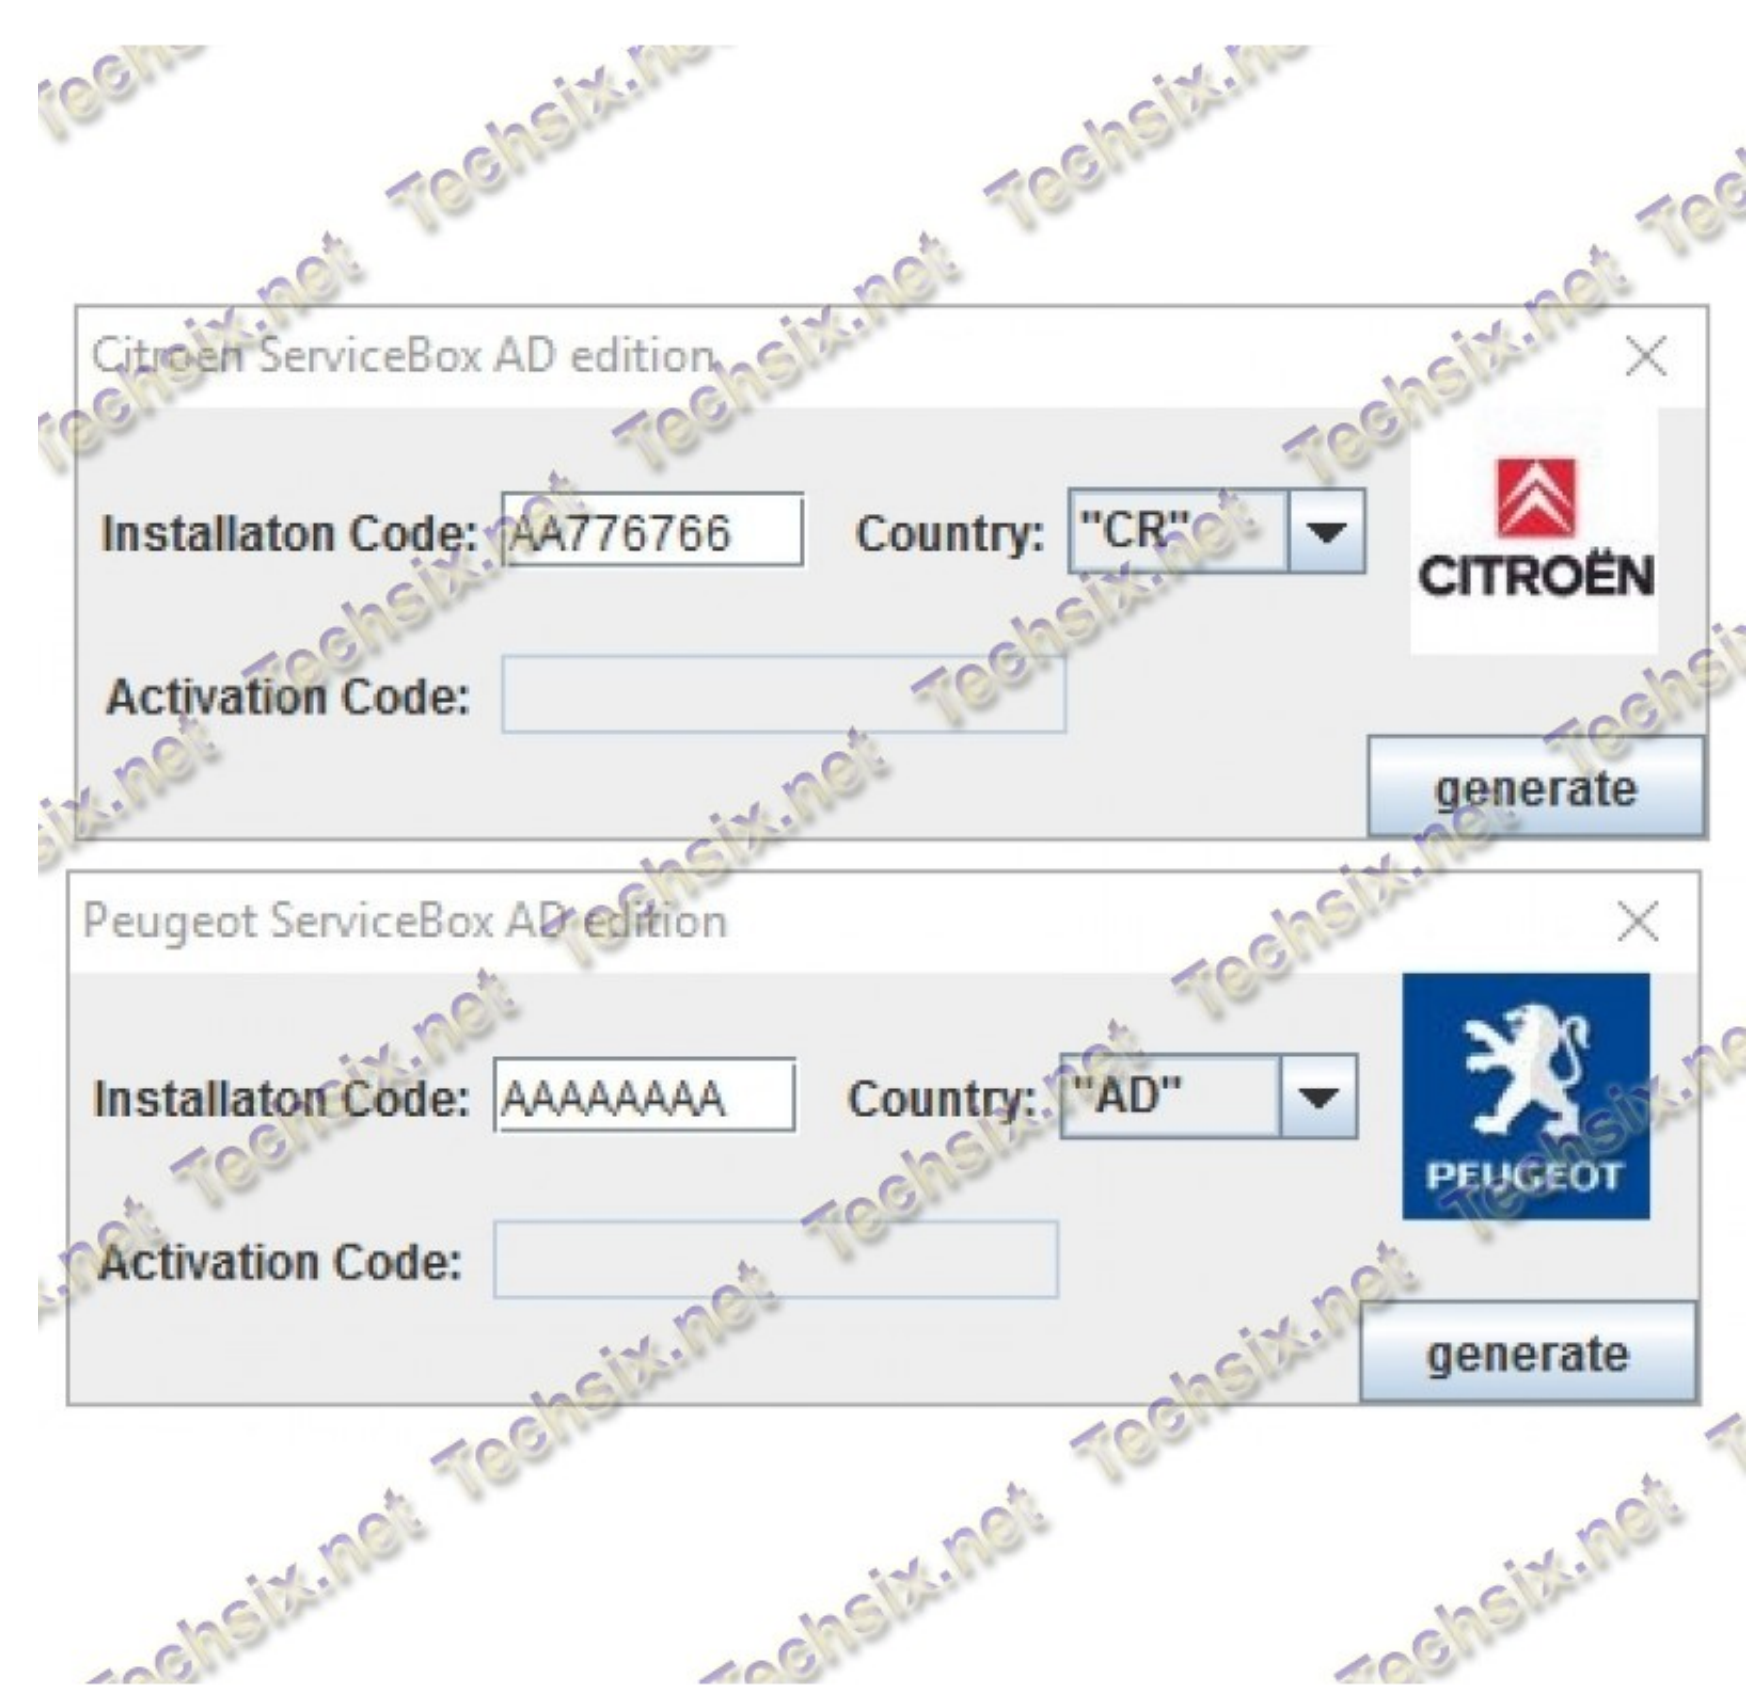 Techsix.net
Citroen ServiceBox AD edition
Installaton Code: AA776766 Country: "CR"
CITROËN
Activation Code:
generate
Peugeot ServiceBox AD edition
Installaton Code: AAAAAAAA Country: "AD"
PEUGEOT
Activation Code:
generate